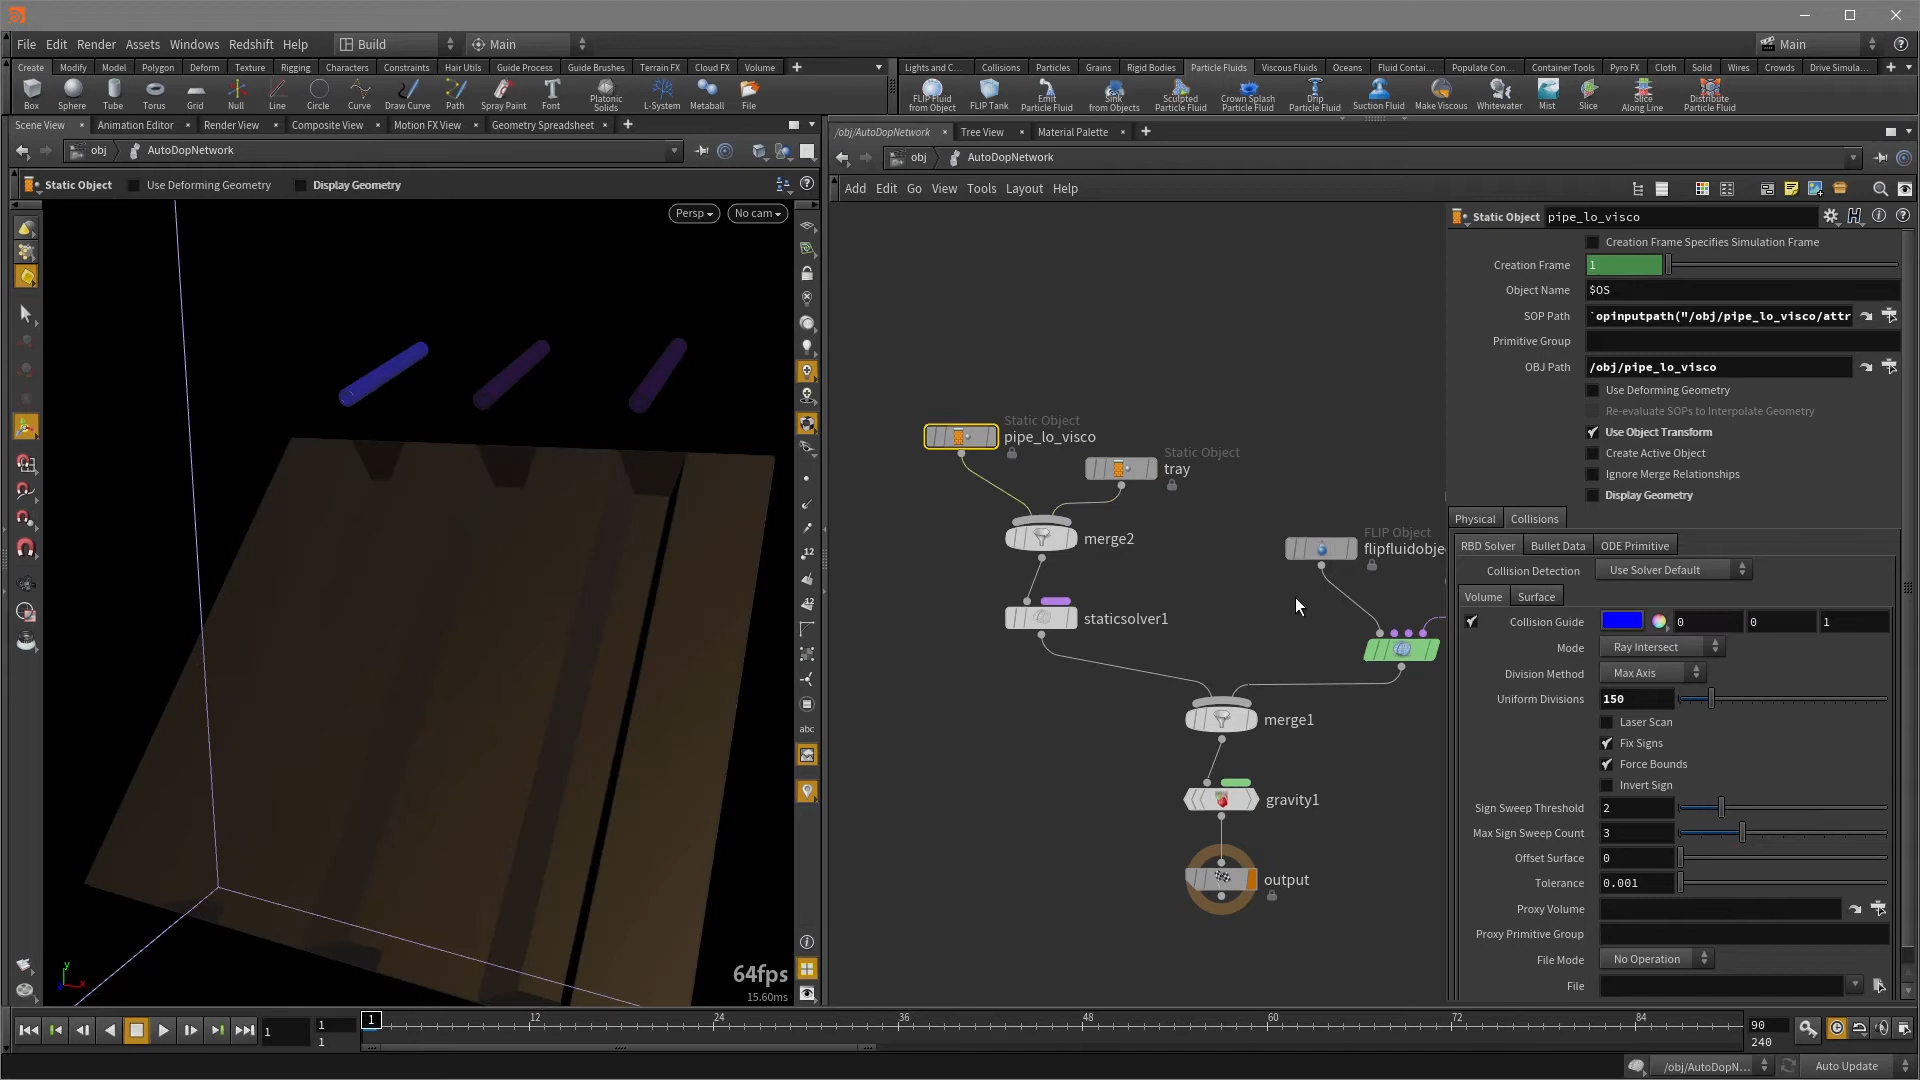 File Edit Render Assets Windows Redshift Help Build Main Main
Create Modify Model Polygon Deform Texture Rigging Characters Constraints Hair Utils Guide Process Guide Brushes Terrain FX Cloud FX Volume
Box Sphere Tube Torus Grid Null Line Circle Curve Draw Curve Path Spray Paint Font Platonic Solids L-System Metaball File
Lights and C... Collisions Particles Grains Rigid Bodies Particle Fluids Viscous Fluids Oceans Fluid Contai... Populate Con... Container Tools Pyro FX Cloth Solid Wires Crowds Drive Simula...
FLIP Fluid from Object FLIP Tank Emit Particle Fluid Sink from Objects Sculpted Particle Fluid Crown Splash Particle Fluid Drip Particle Fluid Suction Fluid Make Viscous Whitewater Mist Slice Slice Along Line Distribute Particle Fluid
Scene View Animation Editor Render View Composite View Motion FX View Geometry Spreadsheet
obj AutoDopNetwork
Static Object Use Deforming Geometry Display Geometry
Persp No cam
abc
64fps
15.60ms
/obj/AutoDopNetwork Tree View Material Palette
obj AutoDopNetwork
Add Edit Go View Tools Layout Help
Static Object
pipe_lo_visco
Static Object
tray
merge2
FLIP Object
flipfluidobje
staticsolver1
merge1
gravity1
output
Static Object pipe_lo_visco
Creation Frame Specifies Simulation Frame
Creation Frame 1
Object Name $OS
SOP Path `opinputpath("/obj/pipe_lo_visco/attr
Primitive Group
OBJ Path /obj/pipe_lo_visco
Use Deforming Geometry
Re-evaluate SOPs to Interpolate Geometry
Use Object Transform
Create Active Object
Ignore Merge Relationships
Display Geometry
Physical Collisions
RBD Solver Bullet Data ODE Primitive
Collision Detection Use Solver Default
Volume Surface
Collision Guide 0 0 1
Mode Ray Intersect
Division Method Max Axis
Uniform Divisions 150
Laser Scan
Fix Signs
Force Bounds
Invert Sign
Sign Sweep Threshold 2
Max Sign Sweep Count 3
Offset Surface 0
Tolerance 0.001
Proxy Volume
Proxy Primitive Group
File Mode No Operation
File
1 1 1 1 12 24 36 48 60 72 84 90 240
/obj/AutoDopN... Auto Update